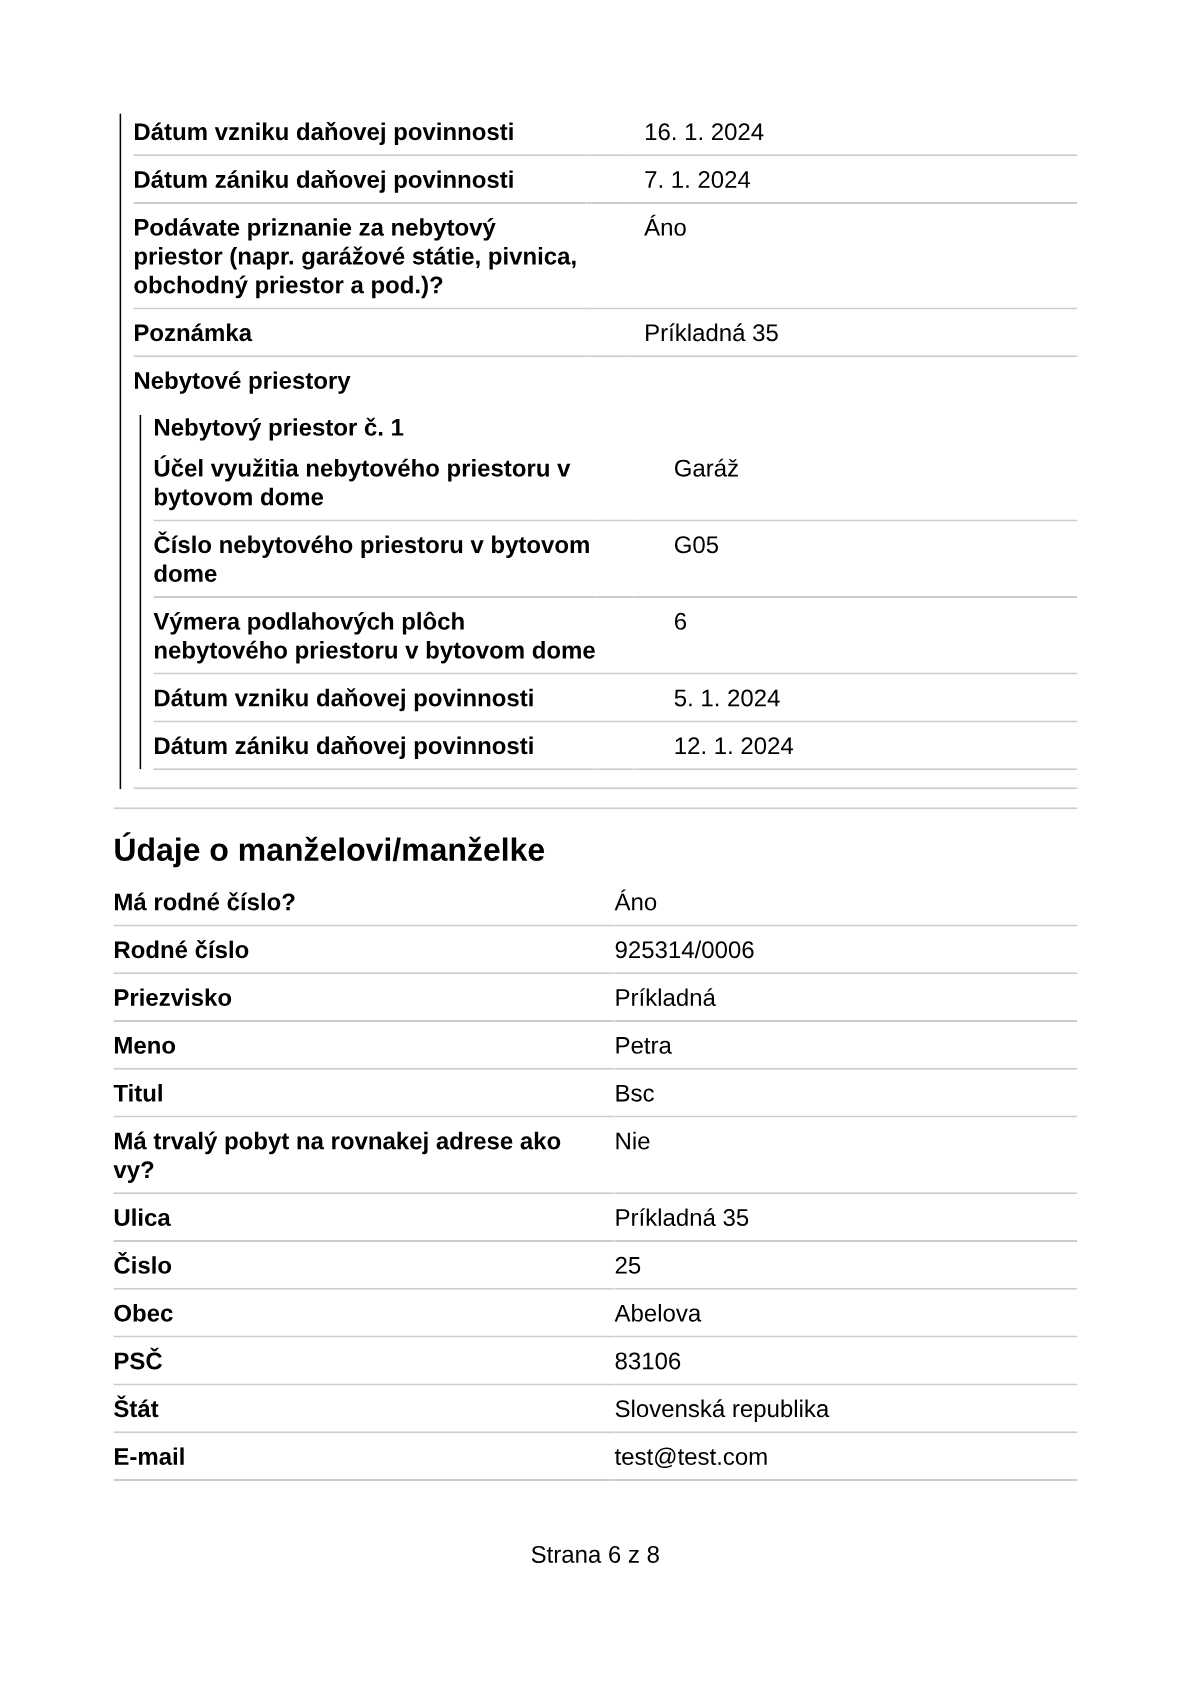 Dátum vzniku daňovej povinnosti 16. 1. 2024
Dátum zániku daňovej povinnosti 7. 1. 2024
Podávate priznanie za nebytový Áno
priestor (napr. garážové státie, pivnica,
obchodný priestor a pod.)?
Poznámka Príkladná 35
Nebytové priestory
Nebytový priestor č. 1
Účel využitia nebytového priestoru v Garáž
bytovom dome
Číslo nebytového priestoru v bytovom G05
dome
Výmera podlahových plôch 6
nebytového priestoru v bytovom dome
Dátum vzniku daňovej povinnosti 5. 1. 2024
Dátum zániku daňovej povinnosti 12. 1. 2024
Údaje o manželovi/manželke
Má rodné číslo? Áno
Rodné číslo 925314/0006
Priezvisko Príkladná
Meno Petra
Titul Bsc
Má trvalý pobyt na rovnakej adrese ako Nie
vy?
Ulica Príkladná 35
Čislo 25
Obec Abelova
PSČ 83106
Štát Slovenská republika
E-mail test@test.com
Strana 6 z 8